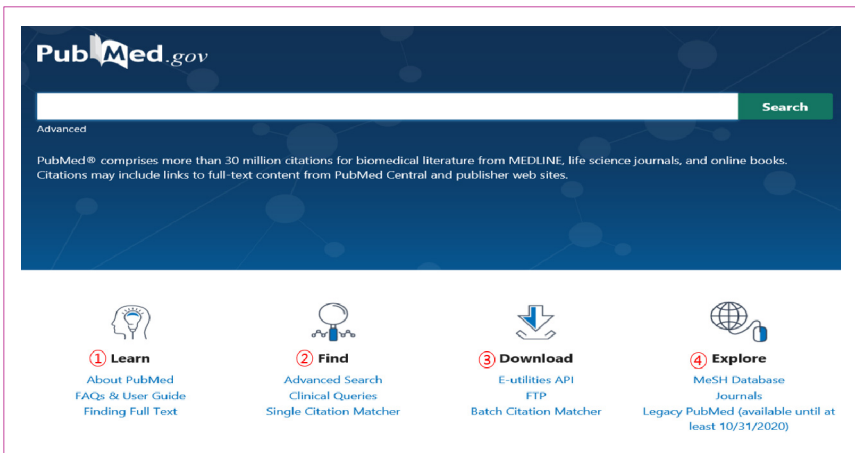 PubMed.gov
Search
Advanced
PubMed® comprises more than 30 million citations for biomedical literature from MEDLINE, life science journals, and online books.
Citations may include links to full-text content from PubMed Central and publisher web sites.
① Learn
About PubMed
FAQs & User Guide
Finding Full Text
② Find
Advanced Search
Clinical Queries
Single Citation Matcher
③ Download
E-utilities API
FTP
Batch Citation Matcher
④ Explore
MeSH Database
Journals
Legacy PubMed (available until at
least 10/31/2020)